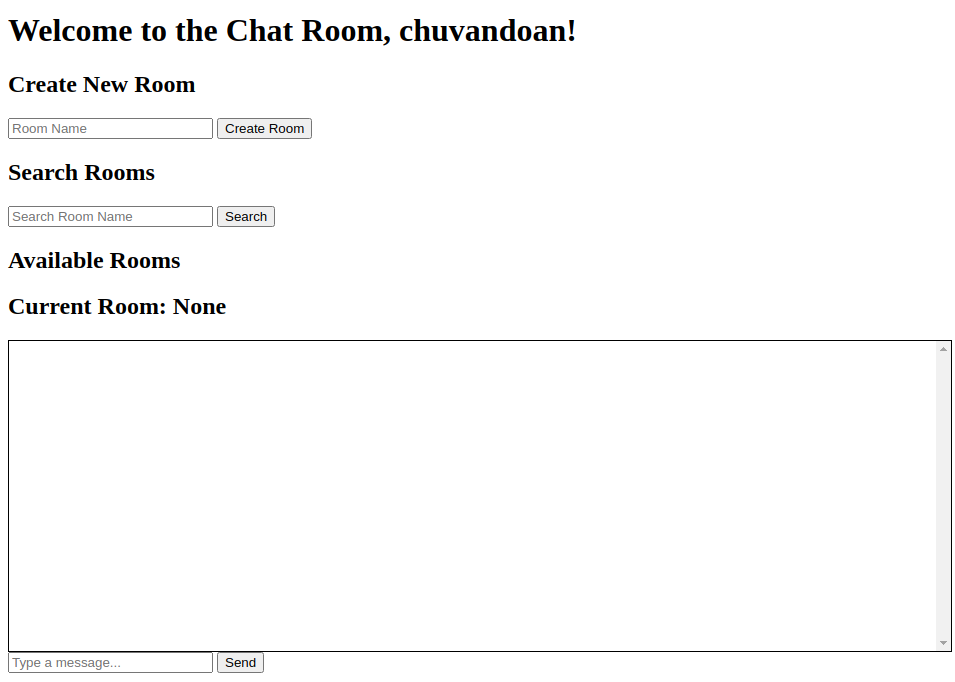 Welcome to the Chat Room, chuvandoan!
Create New Room
Room Name Create Room
Search Rooms
Search Room Name Search
Available Rooms
Current Room: None
Type a message... Send